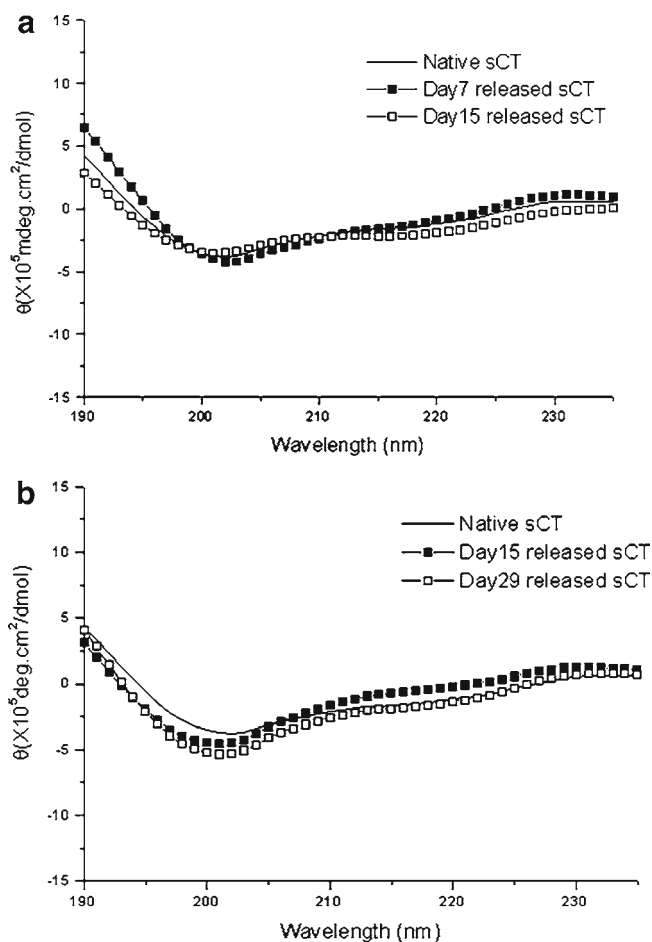 a
15
10
5
0
-5
-10
-15
θ(X10⁵mdeg.cm²/dmol)
Native sCT
Day7 released sCT
Day15 released sCT
190 200 210 220 230
Wavelength (nm)
b
15
10
5
0
-5
-10
-15
θ(X10⁵deg.cm²/dmol)
Native sCT
Day15 released sCT
Day29 released sCT
190 200 210 220 230
Wavelength (nm)